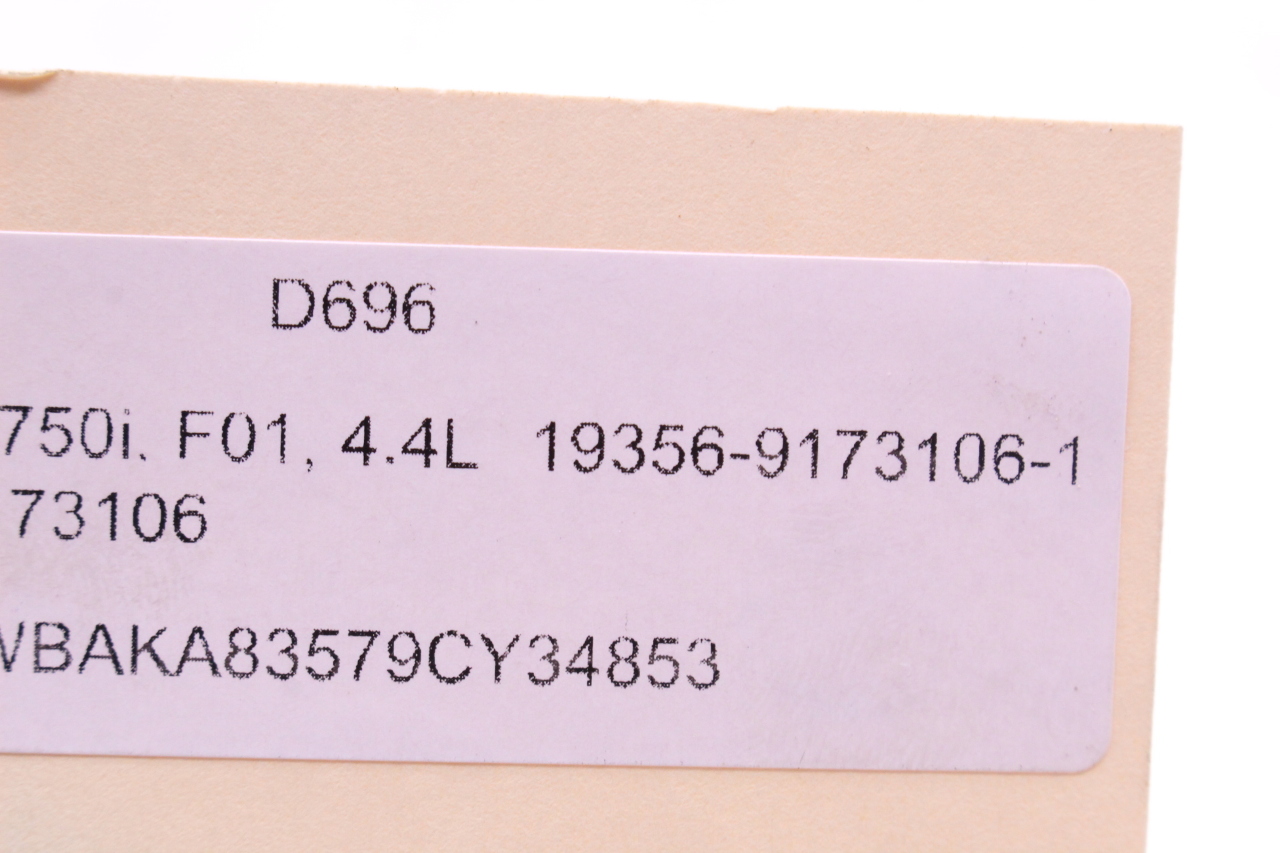 D696
750i. F01, 4.4L 19356-9173106-1
73106
WBAKA83579CY34853